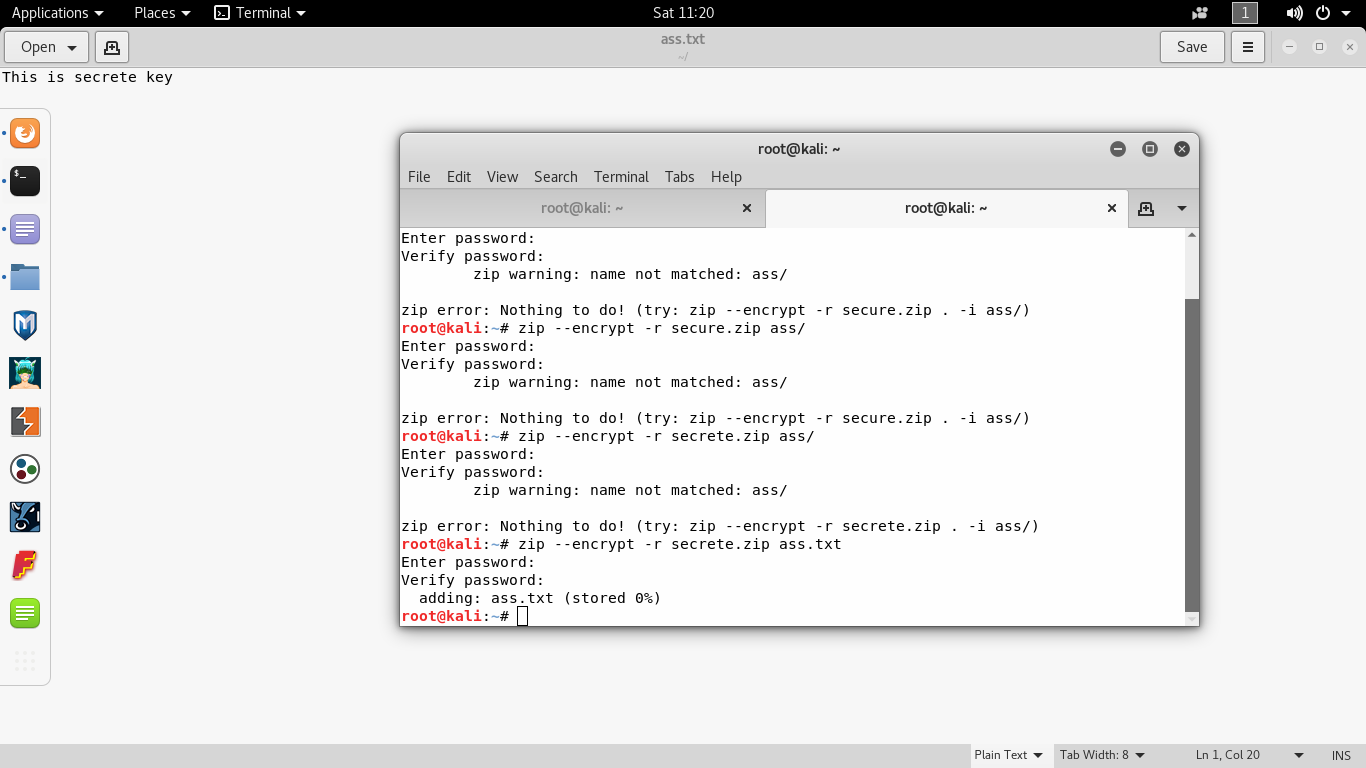 Applications Places Terminal Sat 11:20 1
Open ass.txt Save
~/
This is secrete key
root@kali: ~
File Edit View Search Terminal Tabs Help
root@kali: ~ root@kali: ~
Enter password:
Verify password:
zip warning: name not matched: ass/
zip error: Nothing to do! (try: zip --encrypt -r secure.zip . -i ass/)
root@kali:~# zip --encrypt -r secure.zip ass/
Enter password:
Verify password:
zip warning: name not matched: ass/
zip error: Nothing to do! (try: zip --encrypt -r secure.zip . -i ass/)
root@kali:~# zip --encrypt -r secrete.zip ass/
Enter password:
Verify password:
zip warning: name not matched: ass/
zip error: Nothing to do! (try: zip --encrypt -r secrete.zip . -i ass/)
root@kali:~# zip --encrypt -r secrete.zip ass.txt
Enter password:
Verify password:
adding: ass.txt (stored 0%)
root@kali:~#
Plain Text Tab Width: 8 Ln 1, Col 20 INS